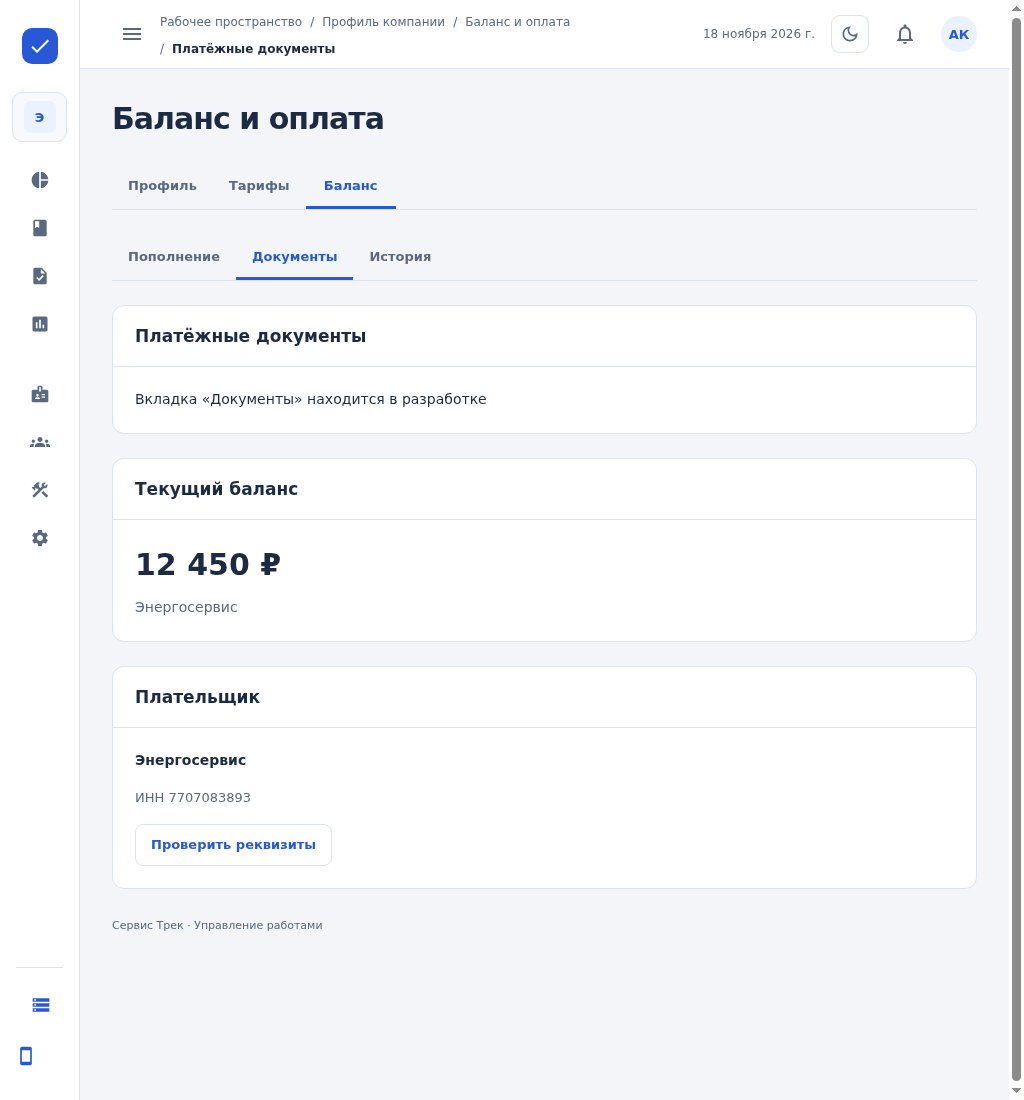 Рабочее пространство / Профиль компании / Баланс и оплата
/ Платёжные документы
18 ноября 2026 г.
АК
Э
Баланс и оплата
Профиль Тарифы Баланс
Пополнение Документы История
Платёжные документы
Вкладка «Документы» находится в разработке
Текущий баланс
12 450 ₽
Энергосервис
Плательщик
Энергосервис
ИНН 7707083893
Проверить реквизиты
Сервис Трек · Управление работами